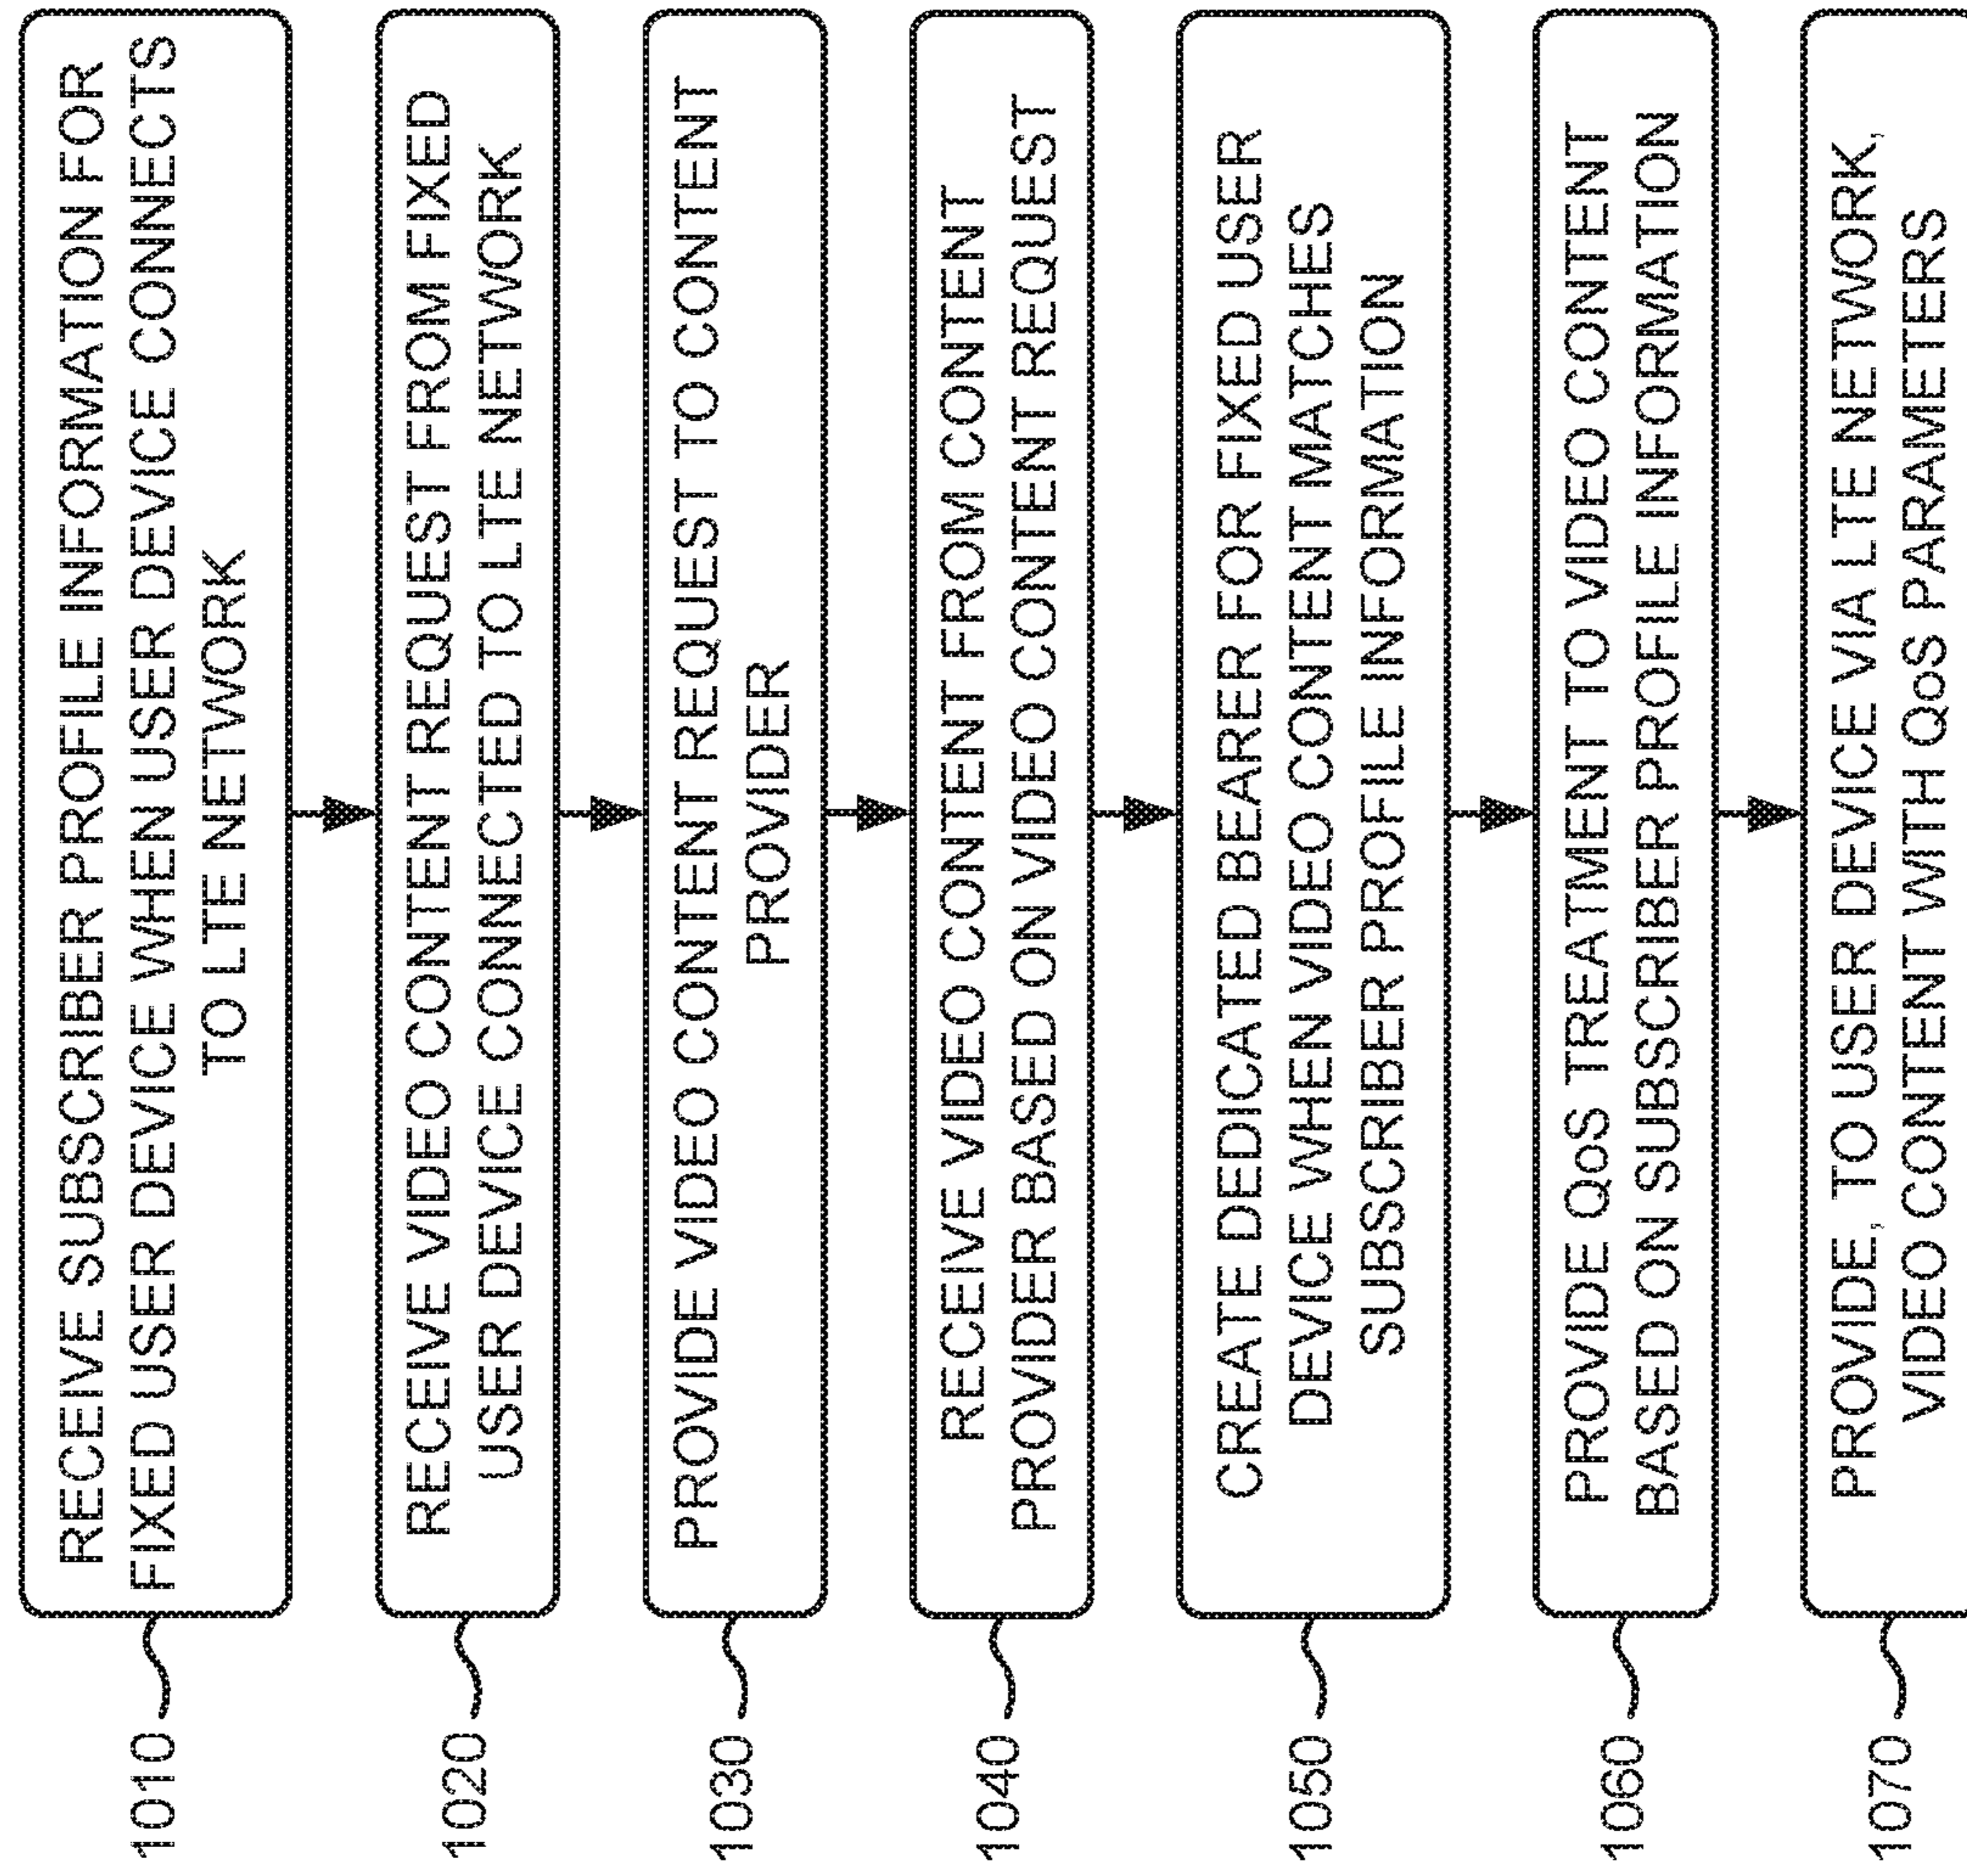 1010
RECEIVE SUBSCRIBER PROFILE INFORMATION FOR
FIXED USER DEVICE WHEN USER DEVICE CONNECTS
TO LTE NETWORK
1020
RECEIVE VIDEO CONTENT REQUEST FROM FIXED
USER DEVICE CONNECTED TO LTE NETWORK
1030
PROVIDE VIDEO CONTENT REQUEST TO CONTENT
PROVIDER
1040
RECEIVE VIDEO CONTENT FROM CONTENT
PROVIDER BASED ON VIDEO CONTENT REQUEST
1050
CREATE DEDICATED BEARER FOR FIXED USER
DEVICE WHEN VIDEO CONTENT MATCHES
SUBSCRIBER PROFILE INFORMATION
1060
PROVIDE QoS TREATMENT TO VIDEO CONTENT
BASED ON SUBSCRIBER PROFILE INFORMATION
1070
PROVIDE, TO USER DEVICE VIA LTE NETWORK,
VIDEO CONTENT WITH QoS PARAMETERS